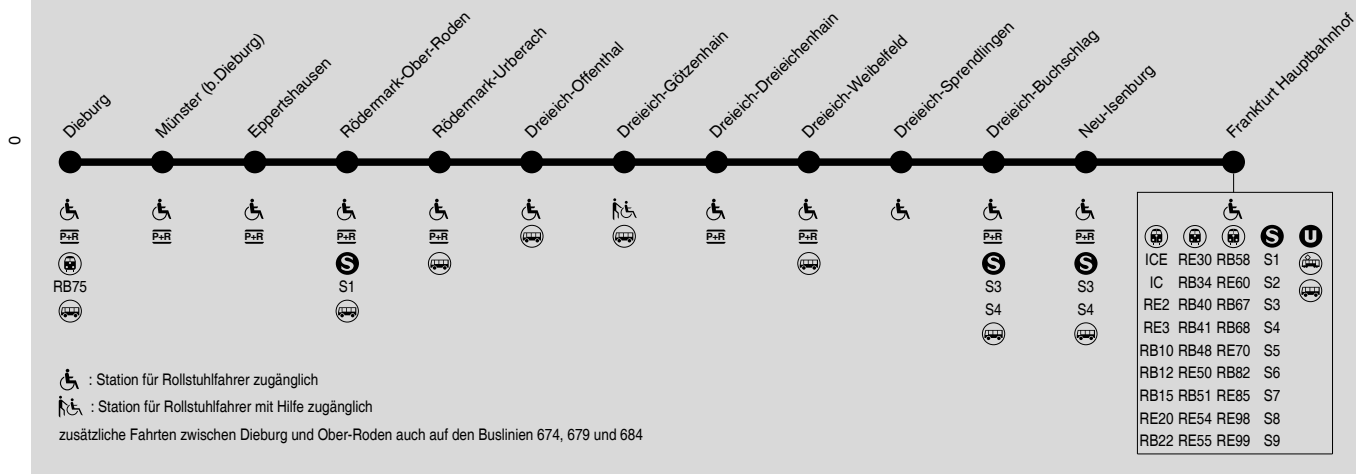 0
Dieburg
Münster (b.Dieburg)
Eppertshausen
Rödermark-Ober-Roden
Rödermark-Urberach
Dreieich-Offenthal
Dreieich-Götzenhain
Dreieich-Dreieichenhain
Dreieich-Weibelfeld
Dreieich-Sprendlingen
Dreieich-Buchschlag
Neu-Isenburg
Frankfurt Hauptbahnhof
P+R P+R P+R P+R P+R P+R P+R P+R P+R
RB75
S
S1
S
S3
S4
S
S3
S4
S U
ICE RE30 RB58 S1
IC RB34 RE60 S2
RE2 RB40 RB67 S3
RE3 RB41 RB68 S4
RB10 RB48 RE70 S5
RB12 RE50 RB82 S6
RB15 RB51 RE85 S7
RE20 RE54 RE98 S8
RB22 RE55 RE99 S9
: Station für Rollstuhlfahrer zugänglich
: Station für Rollstuhlfahrer mit Hilfe zugänglich
zusätzliche Fahrten zwischen Dieburg und Ober-Roden auch auf den Buslinien 674, 679 und 684